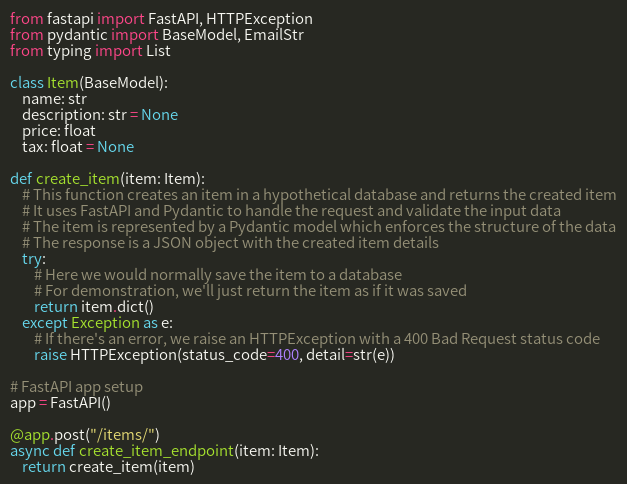 from fastapi import FastAPI, HTTPException
from pydantic import BaseModel, EmailStr
from typing import List

class Item(BaseModel):
    name: str
    description: str = None
    price: float
    tax: float = None

def create_item(item: Item):
    # This function creates an item in a hypothetical database and returns the created item
    # It uses FastAPI and Pydantic to handle the request and validate the input data
    # The item is represented by a Pydantic model which enforces the structure of the data
    # The response is a JSON object with the created item details
    try:
        # Here we would normally save the item to a database
        # For demonstration, we'll just return the item as if it was saved
        return item.dict()
    except Exception as e:
        # If there's an error, we raise an HTTPException with a 400 Bad Request status code
        raise HTTPException(status_code=400, detail=str(e))

# FastAPI app setup
app = FastAPI()

@app.post("/items/")
async def create_item_endpoint(item: Item):
    return create_item(item)